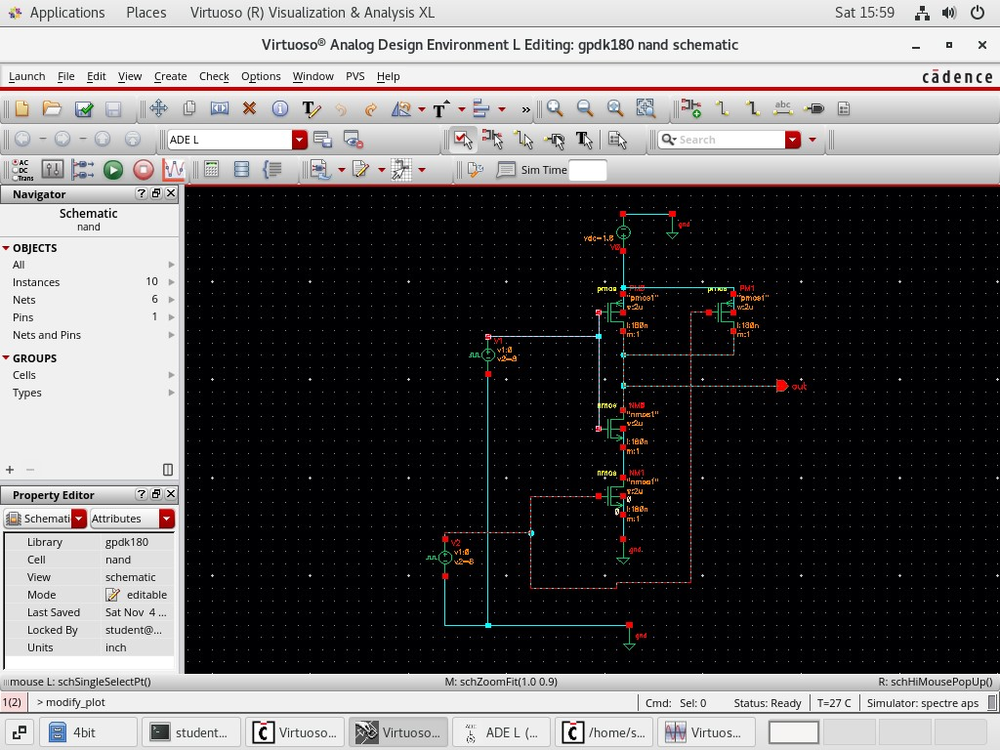 Applications Places Virtuoso (R) Visualization & Analysis XL Sat 15:59
Virtuoso® Analog Design Environment L Editing: gpdk180 nand schematic
Launch File Edit View Create Check Options Window PVS Help cādence
T T » abc
ADE L T Search
AC DC Trans Sim Time
Navigator ?
Schematic
nand
OBJECTS
All
Instances 10
Nets 6
Pins 1
Nets and Pins
GROUPS
Cells
Types
Property Editor ?
Schemati Attributes
Library gpdk180
Cell nand
View schematic
Mode editable
Last Saved Sat Nov 4 ...
Locked By student@...
Units inch
gnd
vdc=1.8
V0
pmos PM0
"pmos1"
w:2u
l:180n
m:1
pmos PM1
"pmos1"
w:2u
l:180n
m:1
V1
v1:0
out
nmos NM0
"nmos1"
w:2u
l:180n
m:1
nmos NM1
"nmos1"
w:2u
0
0
l:180n
m:1
gnd
V2
v1:0
gnd
mouse L: schSingleSelectPt() M: schZoomFit(1.0 0.9) R: schHiMousePopUp()
1(2) > modify_plot Cmd: Sel: 0 Status: Ready T=27 C Simulator: spectre aps
4bit student... Virtuoso... Virtuoso... ADE L (... /home/s... Virtuos...